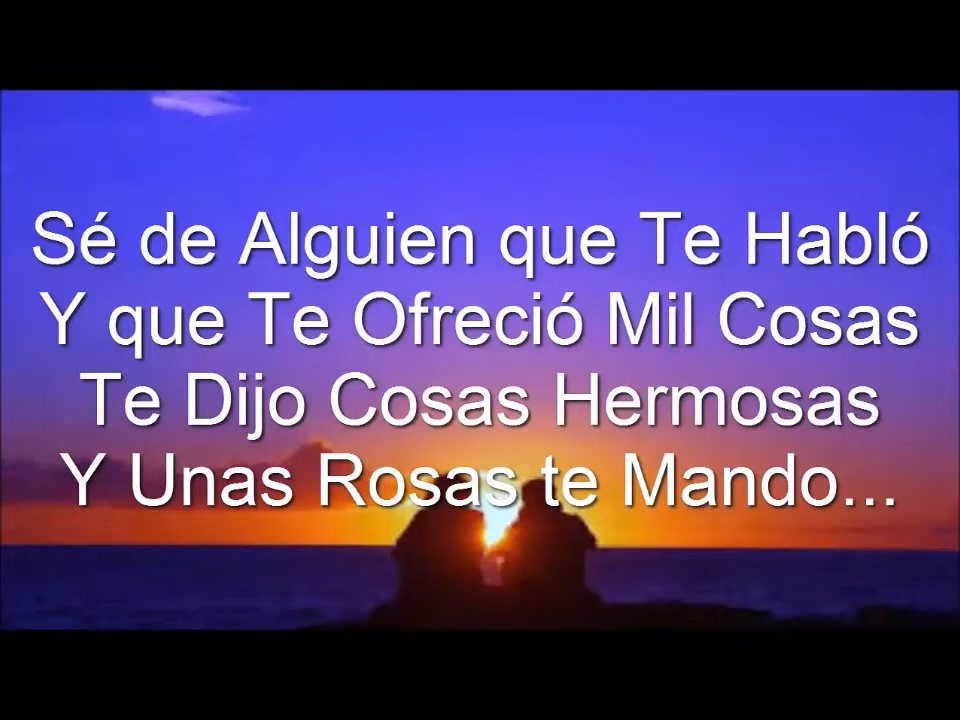 Sé de Alguien que Te Habló
Y que Te Ofreció Mil Cosas
Te Dijo Cosas Hermosas
Y Unas Rosas te Mando...